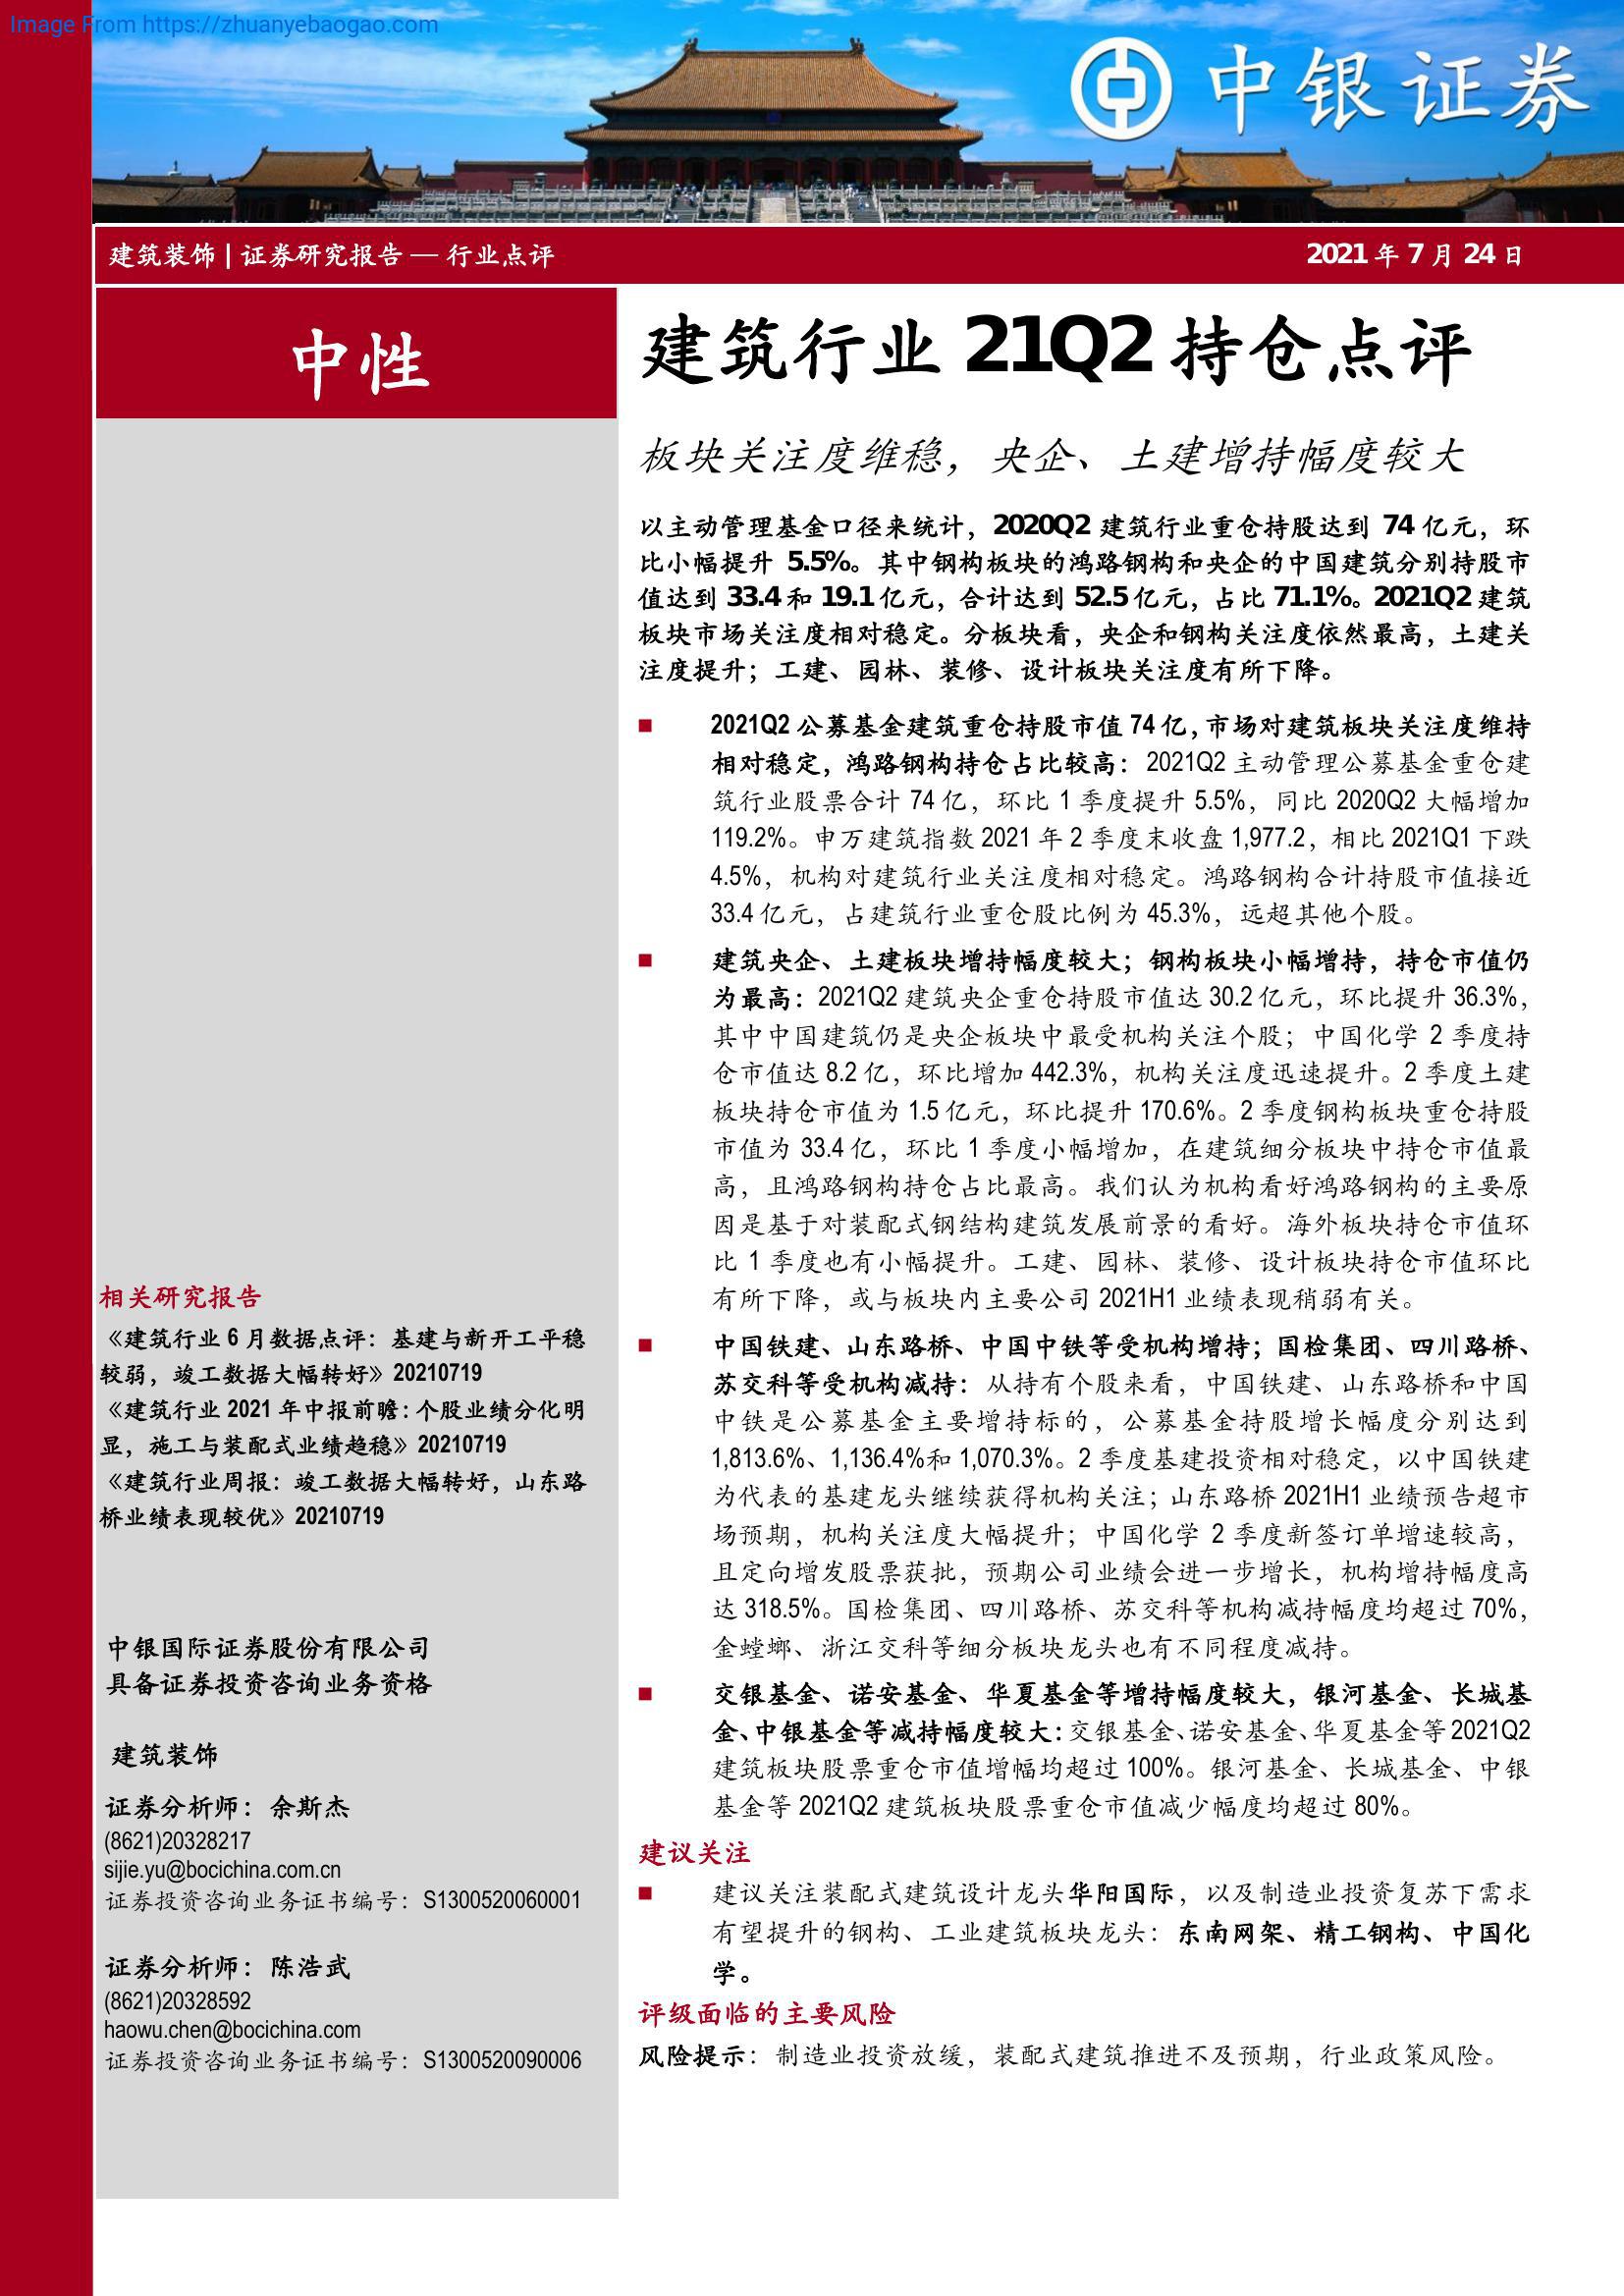 Image From https://zhuanyebaogao.com
中银证券
建筑装饰 | 证券研究报告 — 行业点评
2021 年 7 月 24 日
中性
建筑行业 21Q2 持仓点评
板块关注度维稳，央企、土建增持幅度较大
以主动管理基金口径来统计，2020Q2 建筑行业重仓持股达到 74 亿元，环
比小幅提升 5.5%。其中钢构板块的鸿路钢构和央企的中国建筑分别持股市
值达到 33.4 和 19.1 亿元，合计达到 52.5 亿元，占比 71.1%。2021Q2 建筑
板块市场关注度相对稳定。分板块看，央企和钢构关注度依然最高，土建关
注度提升；工建、园林、装修、设计板块关注度有所下降。
■ 2021Q2 公募基金建筑重仓持股市值 74 亿，市场对建筑板块关注度维持
相对稳定，鸿路钢构持仓占比较高：2021Q2 主动管理公募基金重仓建
筑行业股票合计 74 亿，环比 1 季度提升 5.5%，同比 2020Q2 大幅增加
119.2%。申万建筑指数 2021 年 2 季度末收盘 1,977.2，相比 2021Q1 下跌
4.5%，机构对建筑行业关注度相对稳定。鸿路钢构合计持股市值接近
33.4 亿元，占建筑行业重仓股比例为 45.3%，远超其他个股。
■ 建筑央企、土建板块增持幅度较大；钢构板块小幅增持，持仓市值仍
为最高：2021Q2 建筑央企重仓持股市值达 30.2 亿元，环比提升 36.3%，
其中中国建筑仍是央企板块中最受机构关注个股；中国化学 2 季度持
仓市值达 8.2 亿，环比增加 442.3%，机构关注度迅速提升。2 季度土建
板块持仓市值为 1.5 亿元，环比提升 170.6%。2 季度钢构板块重仓持股
市值为 33.4 亿，环比 1 季度小幅增加，在建筑细分板块中持仓市值最
高，且鸿路钢构持仓占比最高。我们认为机构看好鸿路钢构的主要原
因是基于对装配式钢结构建筑发展前景的看好。海外板块持仓市值环
比 1 季度也有小幅提升。工建、园林、装修、设计板块持仓市值环比
有所下降，或与板块内主要公司 2021H1 业绩表现稍弱有关。
■ 中国铁建、山东路桥、中国中铁等受机构增持；国检集团、四川路桥、
苏交科等受机构减持：从持有个股来看，中国铁建、山东路桥和中国
中铁是公募基金主要增持标的，公募基金持股增长幅度分别达到
1,813.6%、1,136.4%和 1,070.3%。2 季度基建投资相对稳定，以中国铁建
为代表的基建龙头继续获得机构关注；山东路桥 2021H1 业绩预告超市
场预期，机构关注度大幅提升；中国化学 2 季度新签订单增速较高，
且定向增发股票获批，预期公司业绩会进一步增长，机构增持幅度高
达 318.5%。国检集团、四川路桥、苏交科等机构减持幅度均超过 70%，
金螳螂、浙江交科等细分板块龙头也有不同程度减持。
■ 交银基金、诺安基金、华夏基金等增持幅度较大，银河基金、长城基
金、中银基金等减持幅度较大：交银基金、诺安基金、华夏基金等 2021Q2
建筑板块股票重仓市值增幅均超过 100%。银河基金、长城基金、中银
基金等 2021Q2 建筑板块股票重仓市值减少幅度均超过 80%。
建议关注
■ 建议关注装配式建筑设计龙头华阳国际，以及制造业投资复苏下需求
有望提升的钢构、工业建筑板块龙头：东南网架、精工钢构、中国化
学。
评级面临的主要风险
风险提示：制造业投资放缓，装配式建筑推进不及预期，行业政策风险。
相关研究报告
《建筑行业 6 月数据点评：基建与新开工平稳
较弱，竣工数据大幅转好》20210719
《建筑行业 2021 年中报前瞻：个股业绩分化明
显，施工与装配式业绩趋稳》20210719
《建筑行业周报：竣工数据大幅转好，山东路
桥业绩表现较优》20210719
中银国际证券股份有限公司
具备证券投资咨询业务资格
建筑装饰
证券分析师：余斯杰
(8621)20328217
sijie.yu@bocichina.com.cn
证券投资咨询业务证书编号：S1300520060001
证券分析师：陈浩武
(8621)20328592
haowu.chen@bocichina.com
证券投资咨询业务证书编号：S1300520090006